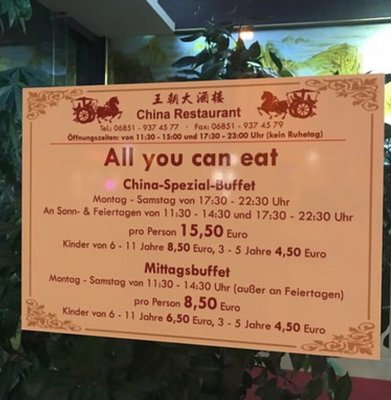 王朝大酒楼
China Restaurant
Tel.: 06851 - 937 45 77 · Fax: 06851 - 937 45 79
Öffnungszeiten: von 11:30 - 15:00 und 17:30 - 23:00 Uhr (kein Ruhetag)
All you can eat
China-Spezial-Buffet
Montag - Samstag von 17:30 - 22:30 Uhr
An Sonn- & Feiertagen von 11:30 - 14:30 und 17:30 - 22:30 Uhr
pro Person 15,50 Euro
Kinder von 6 - 11 Jahre 8,50 Euro, 3 - 5 Jahre 4,50 Euro
Mittagsbuffet
Montag - Samstag von 11:30 - 14:30 Uhr (außer an Feiertagen)
pro Person 8,50 Euro
Kinder von 6 - 11 Jahre 6,50 Euro, 3 - 5 Jahre 4,50 Euro